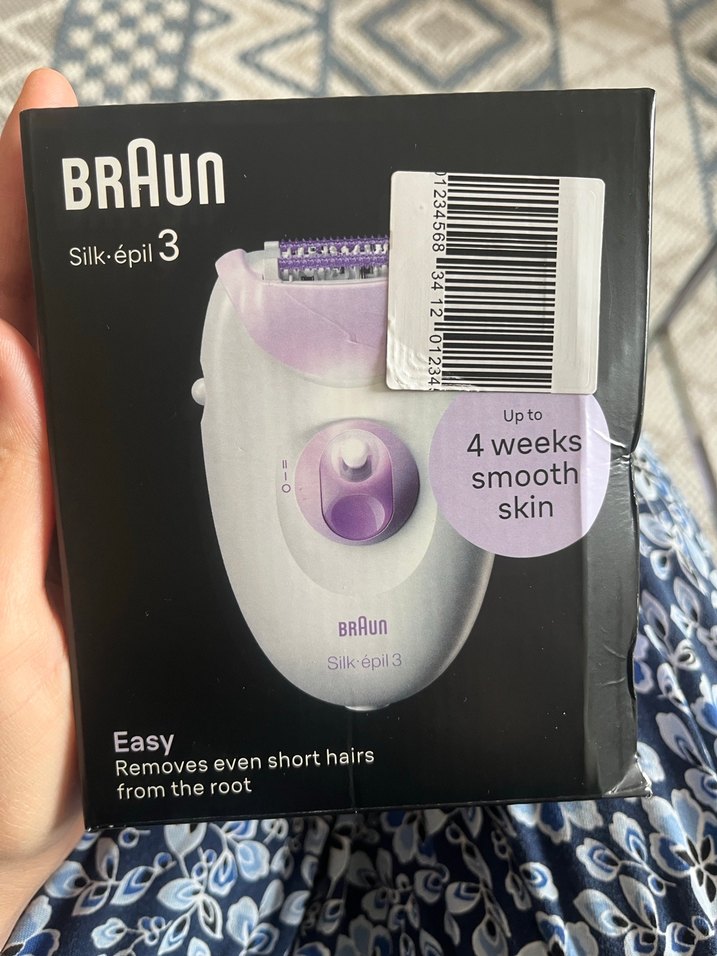 BRAUN
Silk·épil 3
01234568 34 12 01234
Up to
4 weeks
smooth
skin
II
I
O
BRAUN
Silk·épil 3
Easy
Removes even short hairs
from the root